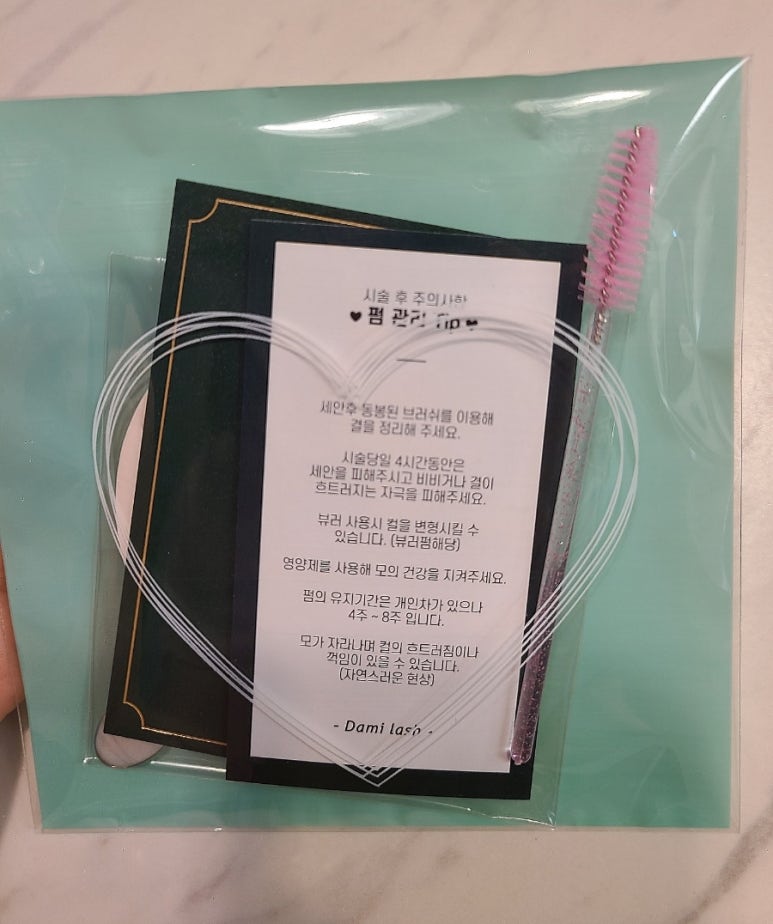 시술 후 주의사항
♥ 펌 관리 Tip ♥
세안후 동봉된 브러쉬를 이용해
결을 정리해 주세요.
시술당일 4시간동안은
세안을 피해주시고 비비거나 결이
흐트러지는 자극을 피해주세요.
뷰러 사용시 컬을 변형시킬 수
있습니다. (뷰러펌해당)
영양제를 사용해 모의 건강을 지켜주세요.
펌의 유지기간은 개인차가 있으나
4주 ~ 8주 입니다.
모가 자라나며 컬의 흐트러짐이나
꺽임이 있을 수 있습니다.
(자연스러운 현상)
- Dami lash -